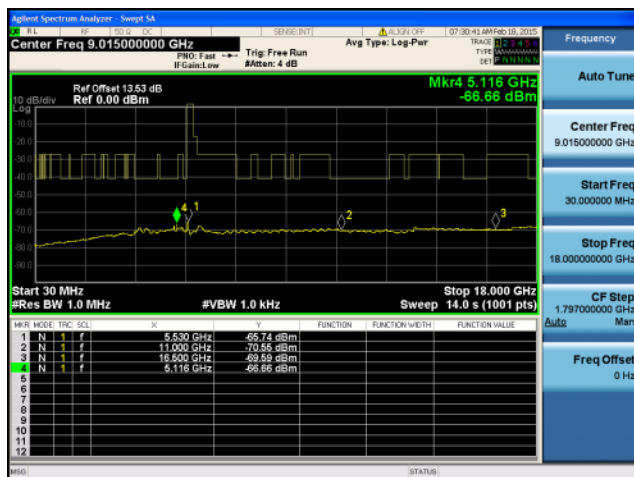 Agilent Spectrum Analyzer - Swept SA
RL RF 50 Ω DC SENSE:INT ALIGN OFF 07:30:41 AM Feb 18, 2015
Center Freq 9.015000000 GHz Avg Type: Log-Pwr TRACE 1 2 3 4 5 6
PNO: Fast Trig: Free Run TYPE
IFGain:Low #Atten: 4 dB DET P N N N N N
Frequency
Auto Tune
Center Freq
9.015000000 GHz
Start Freq
30.000000 MHz
Stop Freq
18.000000000 GHz
CF Step
1.797000000 GHz
Auto Man
Freq Offset
0 Hz
Mkr4 5.116 GHz
-66.66 dBm
Ref Offset 13.53 dB
10 dB/div Ref 0.00 dBm
Log
-10.0
-20.0
-30.0
-40.0
-50.0
-60.0
-70.0
-80.0
-90.0
4 1 2 3
Start 30 MHz Stop 18.000 GHz
#Res BW 1.0 MHz #VBW 1.0 kHz Sweep 14.0 s (1001 pts)
MKR MODE TRC SCL X Y FUNCTION FUNCTION WIDTH FUNCTION VALUE
1 N 1 f 5.530 GHz -65.74 dBm
2 N 1 f 11.000 GHz -70.55 dBm
3 N 1 f 16.500 GHz -69.59 dBm
4 N 1 f 5.116 GHz -66.66 dBm
5
6
7
8
9
10
11
12
MSG STATUS